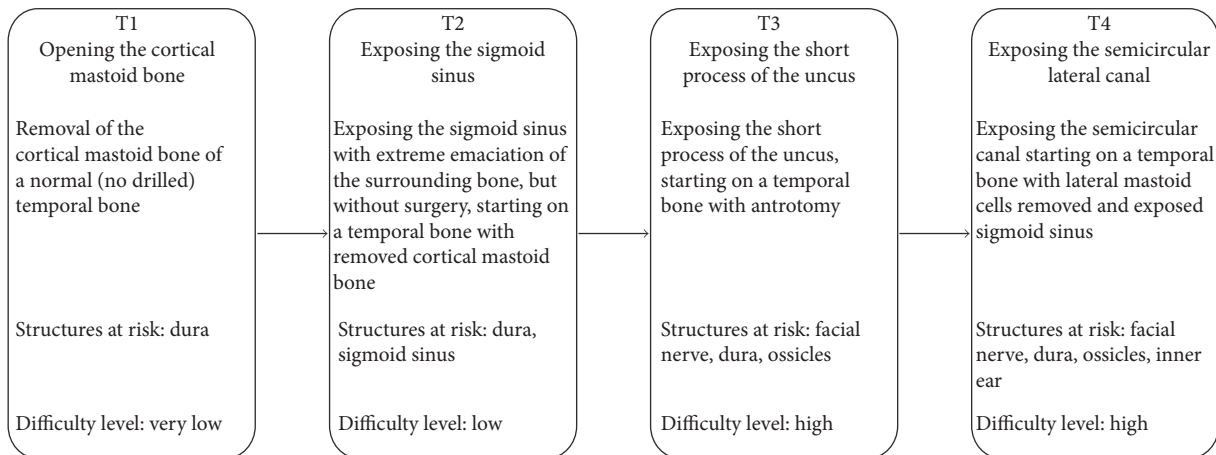 T1
Opening the cortical
mastoid bone
Removal of the
cortical mastoid bone of
a normal (no drilled)
temporal bone
Structures at risk: dura
Difficulty level: very low
T2
Exposing the sigmoid
sinus
Exposing the sigmoid sinus
with extreme emaciation of
the surrounding bone, but
without surgery, starting on
a temporal bone with
removed cortical mastoid
bone
Structures at risk: dura,
sigmoid sinus
Difficulty level: low
T3
Exposing the short
process of the uncus
Exposing the short
process of the uncus,
starting on a temporal
bone with antrotomy
Structures at risk: facial
nerve, dura, ossicles
Difficulty level: high
T4
Exposing the semicircular
lateral canal
Exposing the semicircular
canal starting on a temporal
bone with lateral mastoid
cells removed and exposed
sigmoid sinus
Structures at risk: facial
nerve, dura, ossicles, inner
ear
Difficulty level: high